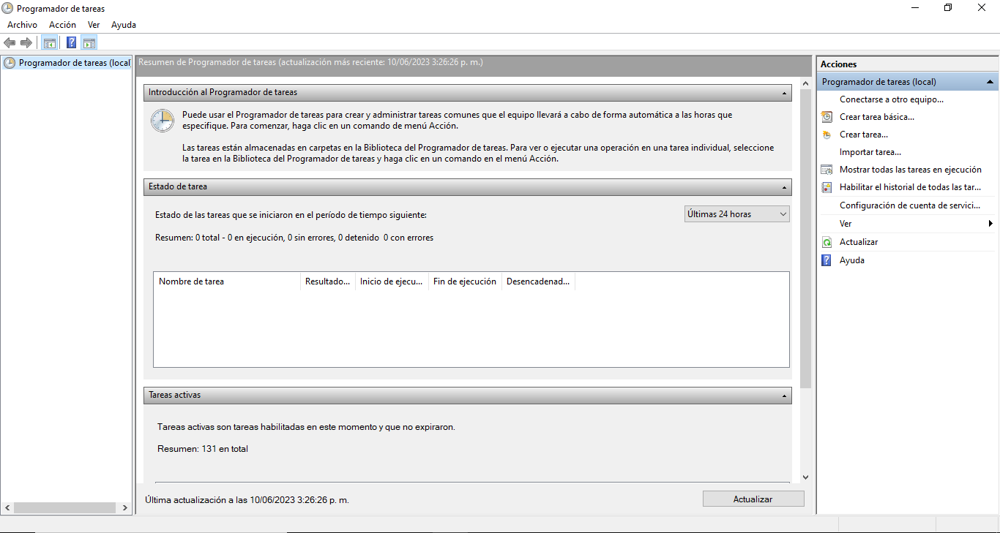 Programador de tareas
Archivo Acción Ver Ayuda
Programador de tareas (local
Resumen de Programador de tareas (actualización más reciente: 10/06/2023 3:26:26 p. m.)
Introducción al Programador de tareas
Puede usar el Programador de tareas para crear y administrar tareas comunes que el equipo llevará a cabo de forma automática a las horas que
especifique. Para comenzar, haga clic en un comando de menú Acción.
Las tareas están almacenadas en carpetas en la Biblioteca del Programador de tareas. Para ver o ejecutar una operación en una tarea individual, seleccione
la tarea en la Biblioteca del Programador de tareas y haga clic en un comando en el menú Acción.
Estado de tarea
Estado de las tareas que se iniciaron en el período de tiempo siguiente:
Últimas 24 horas
Resumen: 0 total - 0 en ejecución, 0 sin errores, 0 detenido 0 con errores
Nombre de tarea Resultado... Inicio de ejecu... Fin de ejecución Desencadenad...
Tareas activas
Tareas activas son tareas habilitadas en este momento y que no expiraron.
Resumen: 131 en total
Última actualización a las 10/06/2023 3:26:26 p. m.
Actualizar
Acciones
Programador de tareas (local)
Conectarse a otro equipo...
Crear tarea básica...
Crear tarea...
Importar tarea...
Mostrar todas las tareas en ejecución
Habilitar el historial de todas las tar...
Configuración de cuenta de servici...
Ver
Actualizar
Ayuda